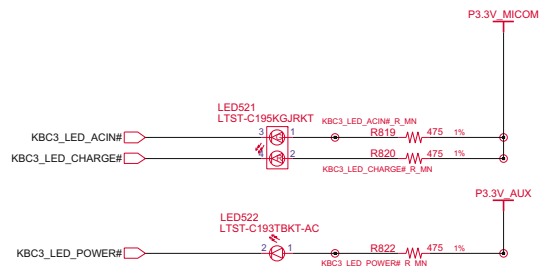 P3.3V_MICOM
LED521
LTST-C195KGJRKT
KBC3_LED_ACIN#_R_MN
KBC3_LED_ACIN# 3 1 R819 475 1%
KBC3_LED_CHARGE# 4 2 R820 475 1%
KBC3_LED_CHARGE#_R_MN
P3.3V_AUX
LED522
LTST-C193TBKT-AC
KBC3_LED_POWER# 2 1 R822 475 1%
KBC3_LED_POWER#_R_MN